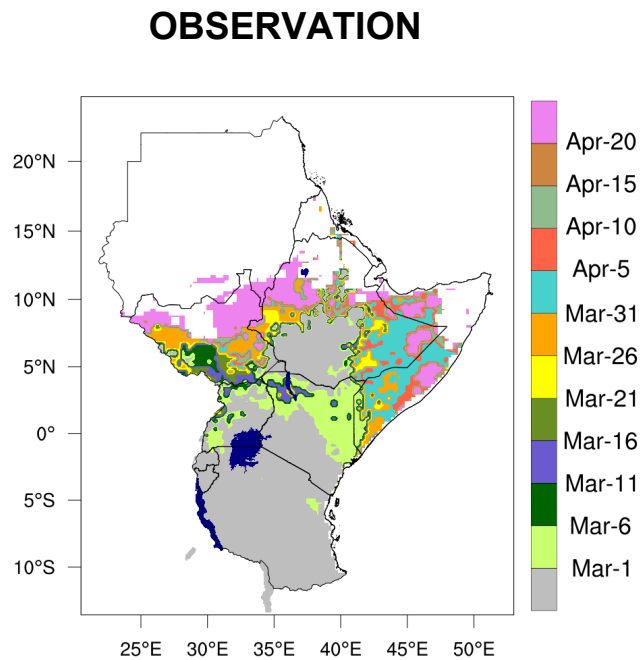 OBSERVATION
20°N
15°N
10°N
5°N
0°
5°S
10°S
25°E 30°E 35°E 40°E 45°E 50°E
Apr-20
Apr-15
Apr-10
Apr-5
Mar-31
Mar-26
Mar-21
Mar-16
Mar-11
Mar-6
Mar-1